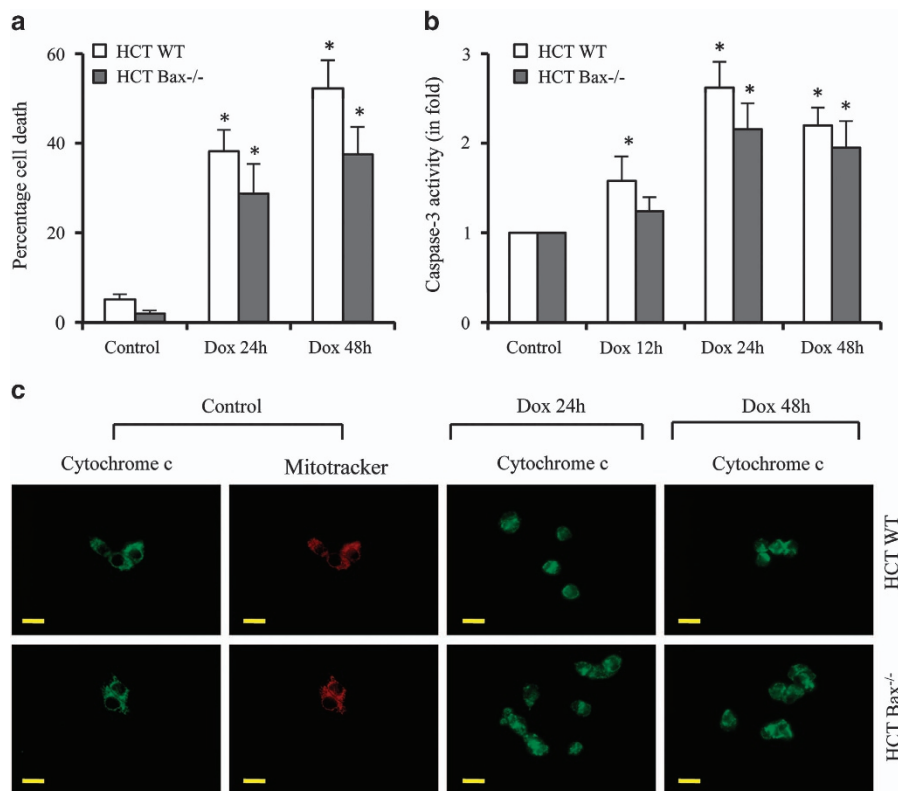 a
60
40
20
0
Percentage cell death
HCT WT
HCT Bax-/-
*
*
*
*
Control
Dox 24h
Dox 48h
b
3
2
1
0
Caspase-3 activity (in fold)
HCT WT
HCT Bax-/-
*
*
*
*
*
Control
Dox 12h
Dox 24h
Dox 48h
c
Control
Dox 24h
Dox 48h
Cytochrome c
Mitotracker
Cytochrome c
Cytochrome c
HCT WT
HCT Bax-/-